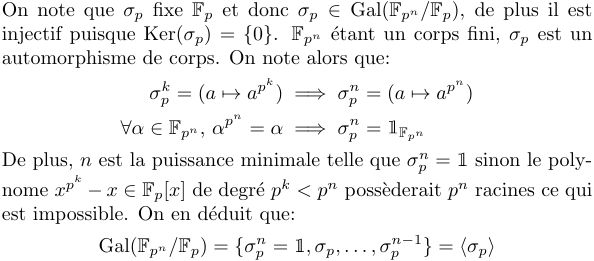 On note que σ_p fixe 𝔽_p et donc σ_p ∈ Gal(𝔽_{p^n}/𝔽_p), de plus il est
injectif puisque Ker(σ_p) = {0}. 𝔽_{p^n} étant un corps fini, σ_p est un
automorphisme de corps. On note alors que:
σ_p^k = (a ↦ a^{p^k}) ⟹ σ_p^n = (a ↦ a^{p^n})
∀α ∈ 𝔽_{p^n}, α^{p^n} = α ⟹ σ_p^n = 𝟙_{𝔽_{p^n}}
De plus, n est la puissance minimale telle que σ_p^n = 𝟙 sinon le poly-
nome x^{p^k} − x ∈ 𝔽_p[x] de degré p^k < p^n possèderait p^n racines ce qui
est impossible. On en déduit que:
Gal(𝔽_{p^n}/𝔽_p) = {σ_p^n = 𝟙, σ_p, . . . , σ_p^{n−1}} = ⟨σ_p⟩